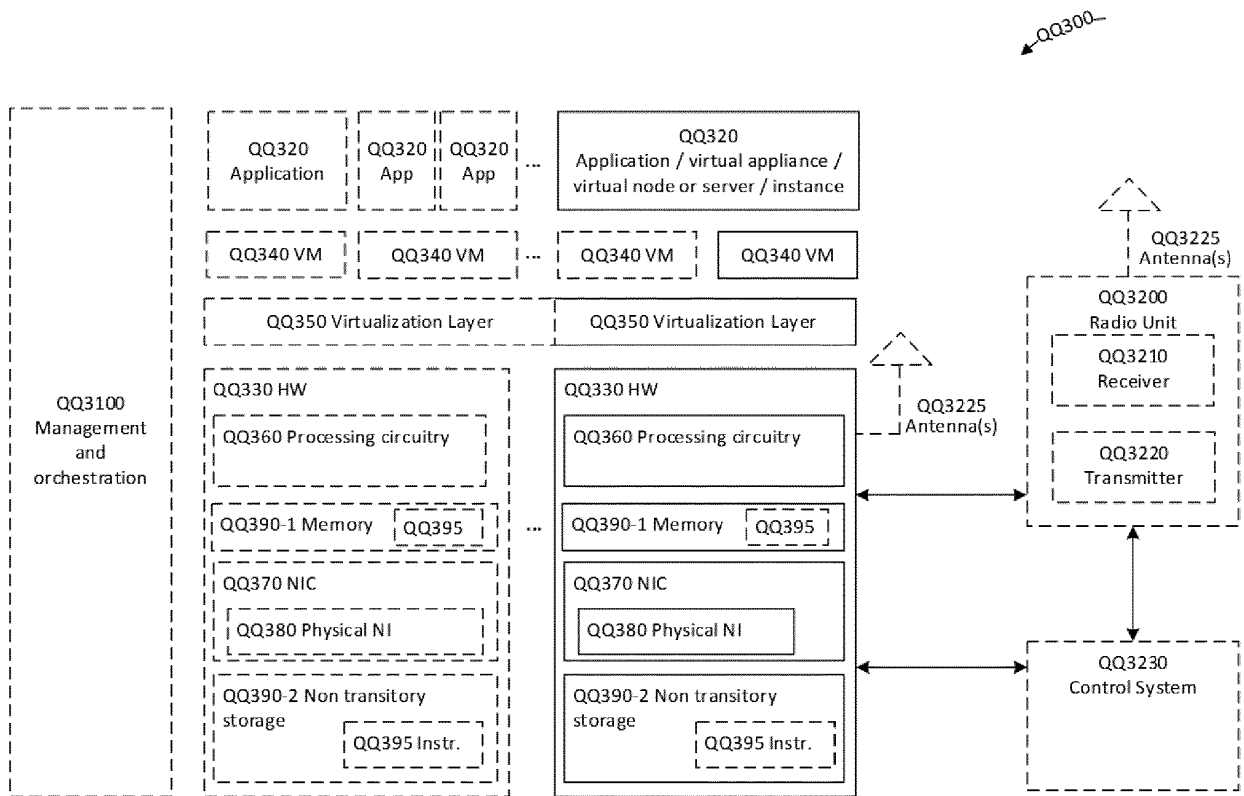 QQ300
QQ320
Application
QQ320
App
QQ320
App
...
QQ320
Application / virtual appliance /
virtual node or server / instance
QQ340 VM
QQ340 VM
...
QQ340 VM
QQ340 VM
QQ350 Virtualization Layer
QQ350 Virtualization Layer
QQ3100
Management
and
orchestration
QQ330 HW
QQ360 Processing circuitry
QQ390-1 Memory
QQ395
QQ370 NIC
QQ380 Physical NI
QQ390-2 Non transitory
storage
QQ395 Instr.
...
QQ330 HW
QQ360 Processing circuitry
QQ390-1 Memory
QQ395
QQ370 NIC
QQ380 Physical NI
QQ390-2 Non transitory
storage
QQ395 Instr.
QQ3225
Antenna(s)
QQ3225
Antenna(s)
QQ3200
Radio Unit
QQ3210
Receiver
QQ3220
Transmitter
QQ3230
Control System